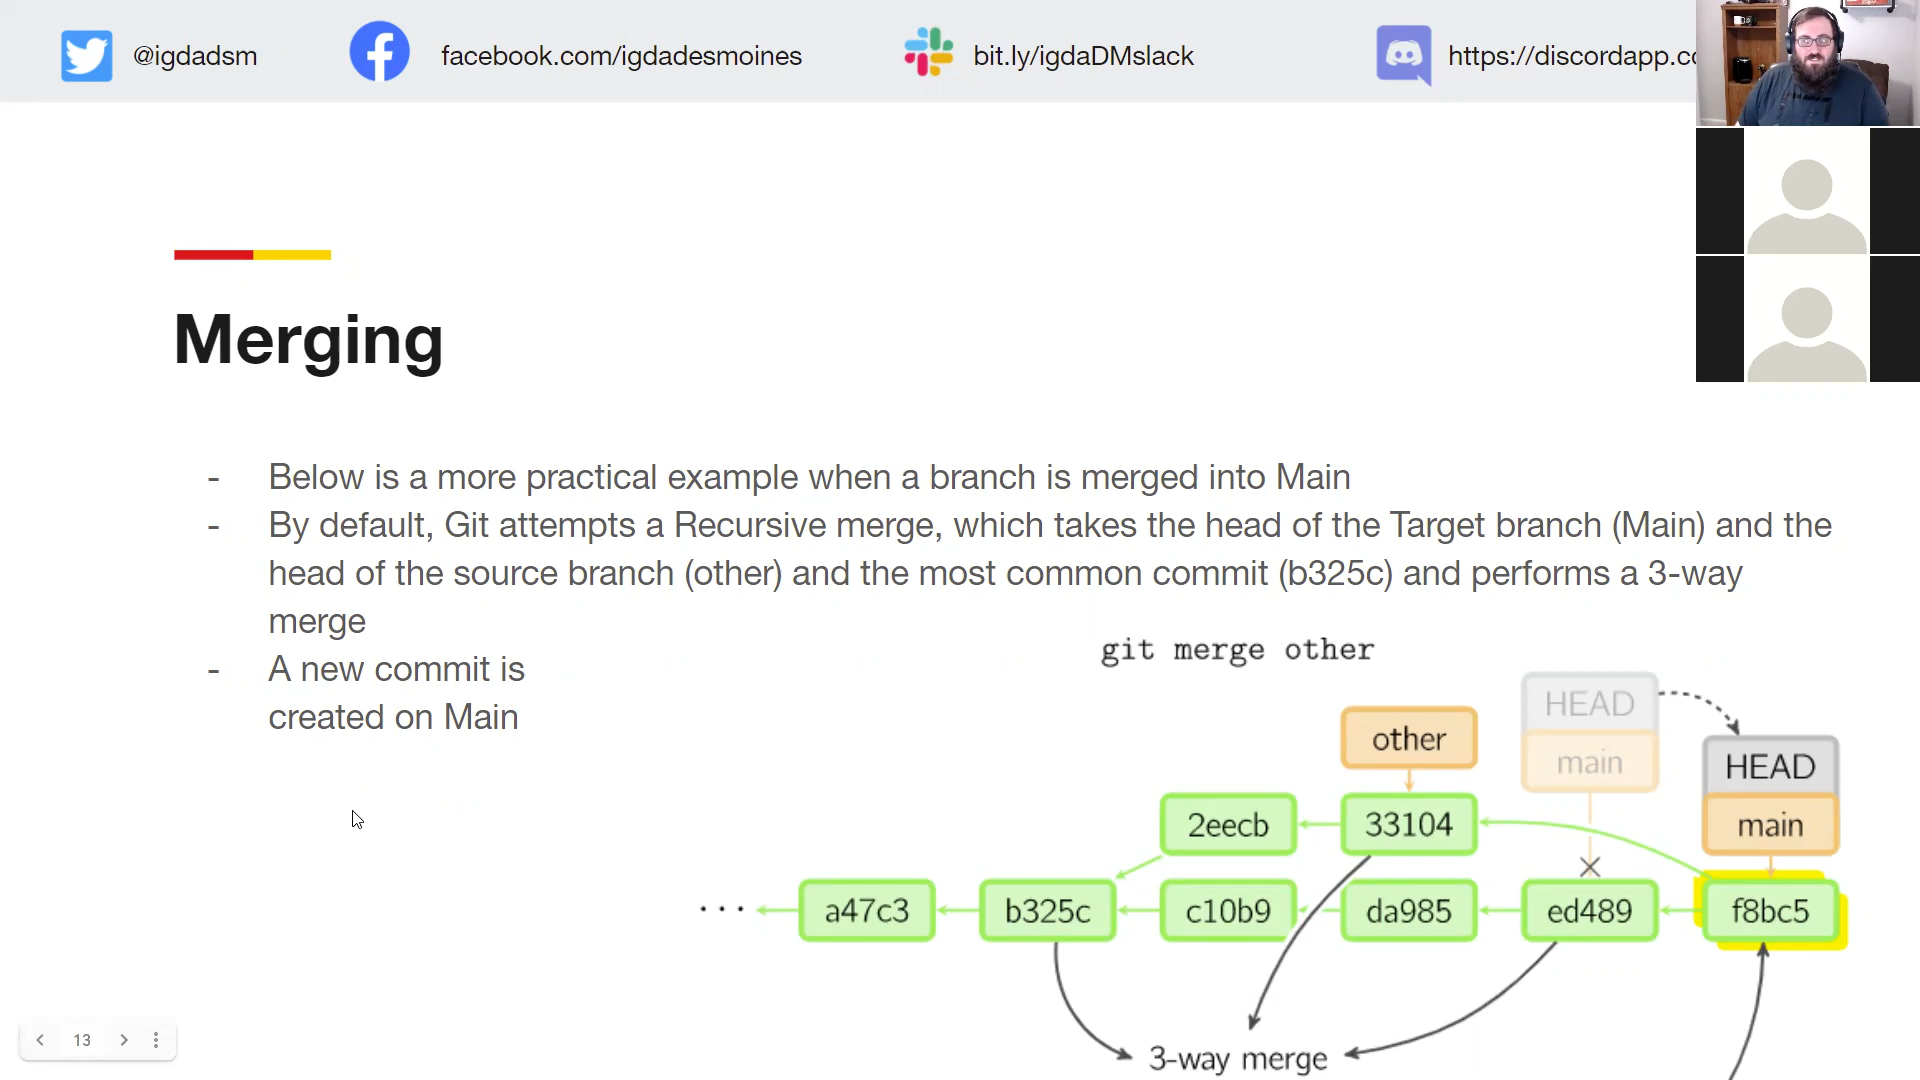 @igdadsm
facebook.com/igdadesmoines
bit.ly/igdaDMslack
https://discordapp.co
Merging
- Below is a more practical example when a branch is merged into Main
- By default, Git attempts a Recursive merge, which takes the head of the Target branch (Main) and the
head of the source branch (other) and the most common commit (b325c) and performs a 3-way
merge
- A new commit is
created on Main
git merge other
HEAD
main
other
HEAD
main
2eecb
33104
a47c3
b325c
c10b9
da985
ed489
f8bc5
3-way merge
13